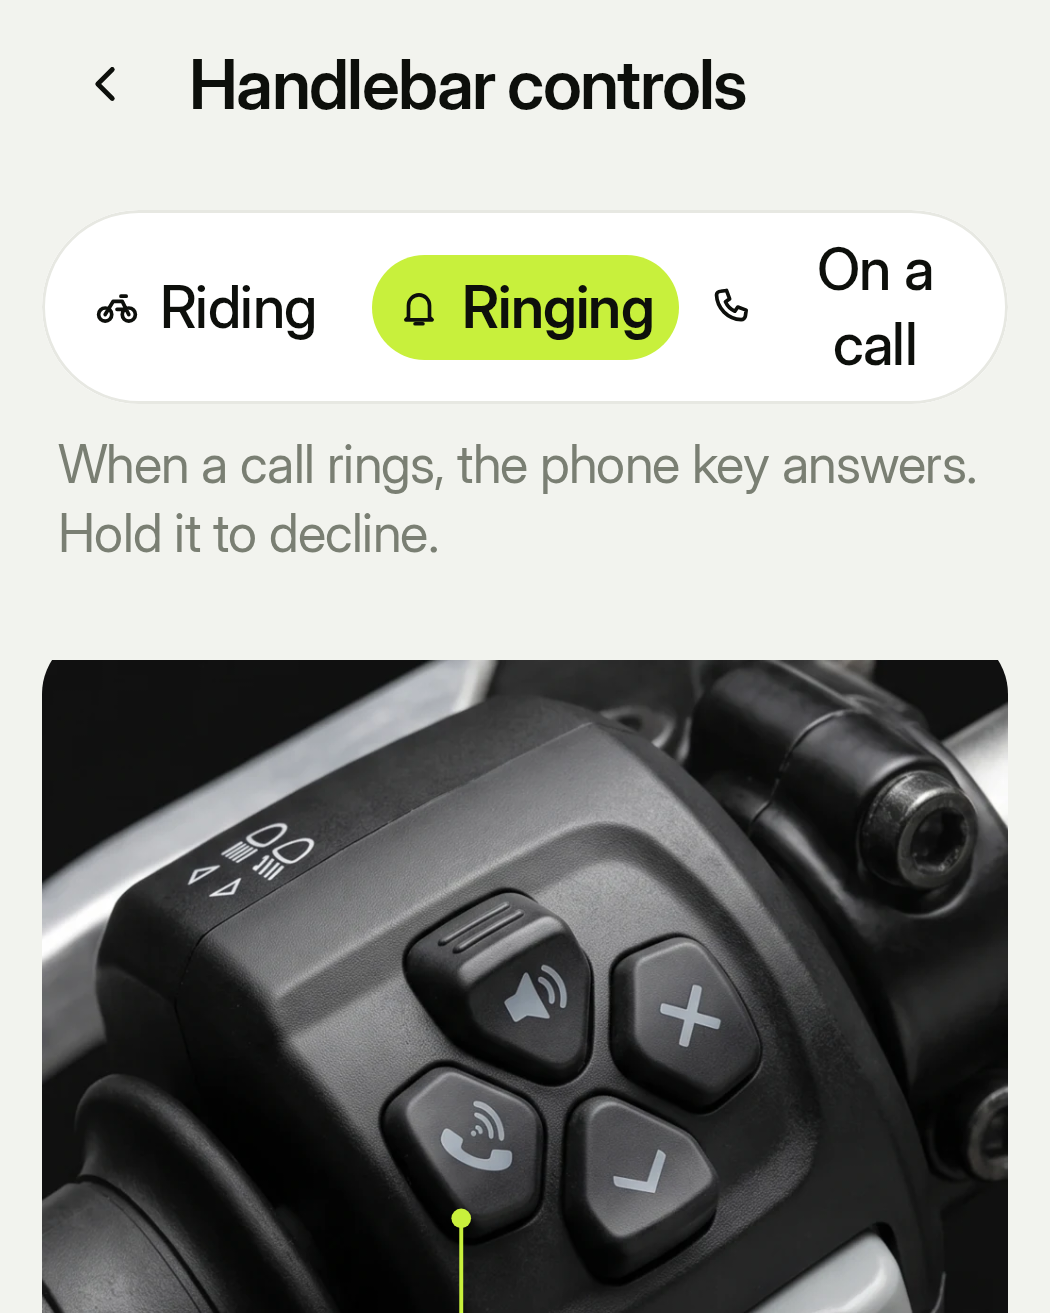 Handlebar controls
Riding
Ringing
On a
call
When a call rings, the phone key answers.
Hold it to decline.